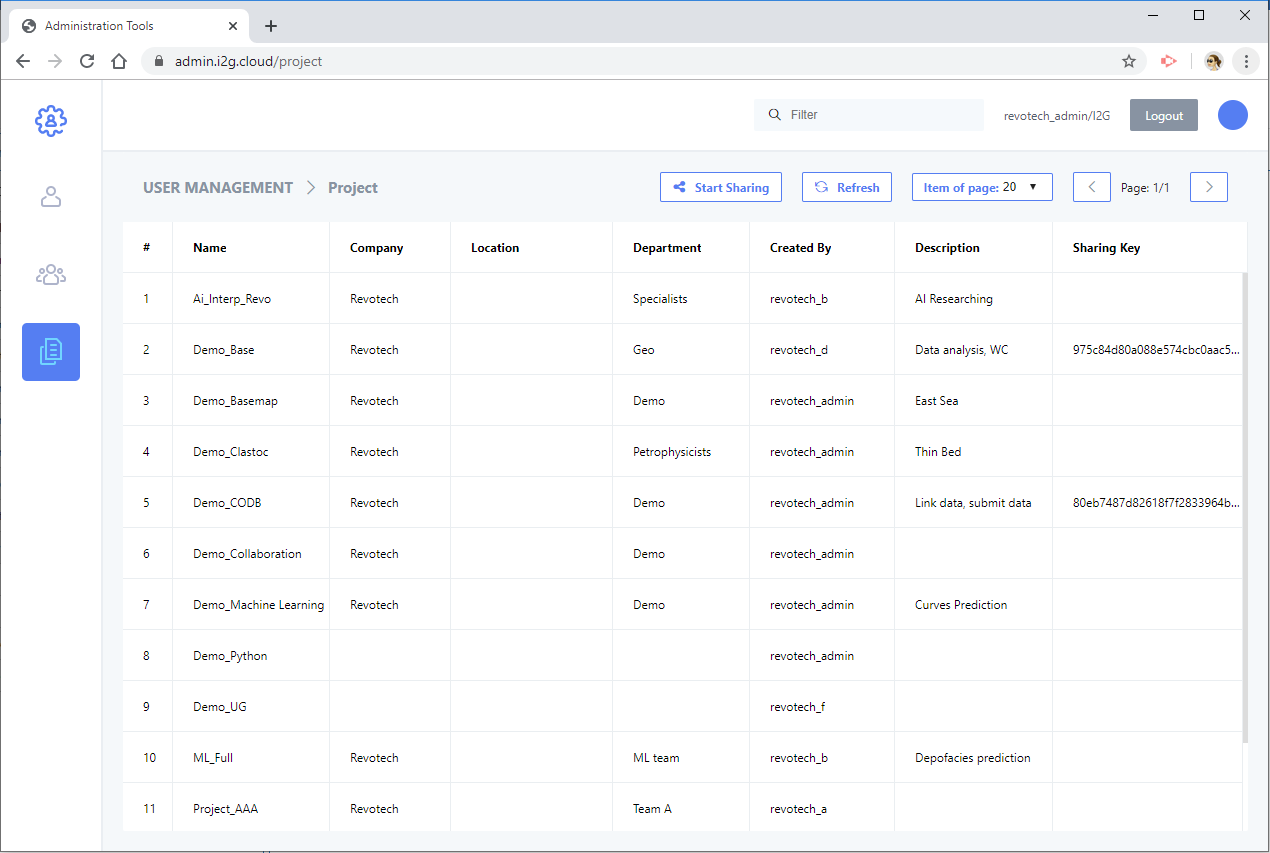 Administration Tools
admin.i2g.cloud/project
Filter
revotech_admin/I2G
Logout
USER MANAGEMENT > Project
Start Sharing
Refresh
Item of page: 20
Page: 1/1
# Name Company Location Department Created By Description Sharing Key
1 Ai_Interp_Revo Revotech Specialists revotech_b AI Researching
2 Demo_Base Revotech Geo revotech_d Data analysis, WC 975c84d80a088e574cbc0aac5...
3 Demo_Basemap Revotech Demo revotech_admin East Sea
4 Demo_Clastoc Revotech Petrophysicists revotech_admin Thin Bed
5 Demo_CODB Revotech Demo revotech_admin Link data, submit data 80eb7487d82618f7f2833964b...
6 Demo_Collaboration Revotech Demo revotech_admin
7 Demo_Machine Learning Revotech Demo revotech_admin Curves Prediction
8 Demo_Python revotech_admin
9 Demo_UG revotech_f
10 ML_Full Revotech ML team revotech_b Depofacies prediction
11 Project_AAA Revotech Team A revotech_a